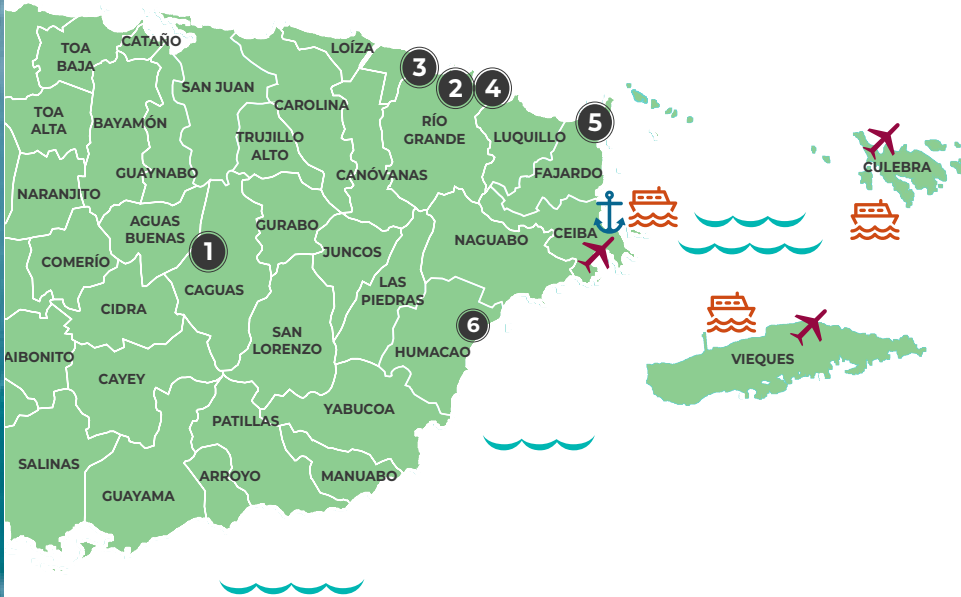 CATAÑO
TOA
BAJA
LOÍZA
3
SAN JUAN
2
4
CAROLINA
TOA
ALTA
BAYAMÓN
RÍO
GRANDE
5
LUQUILLO
TRUJILLO
ALTO
CULEBRA
GUAYNABO
CANÓVANAS
FAJARDO
NARANJITO
AGUAS
BUENAS
GURABO
CEIBA
NAGUABO
1
JUNCOS
COMERÍO
CAGUAS
LAS
PIEDRAS
CIDRA
6
SAN
LORENZO
HUMACAO
AIBONITO
VIEQUES
CAYEY
YABUCOA
PATILLAS
SALINAS
ARROYO
MANUABO
GUAYAMA